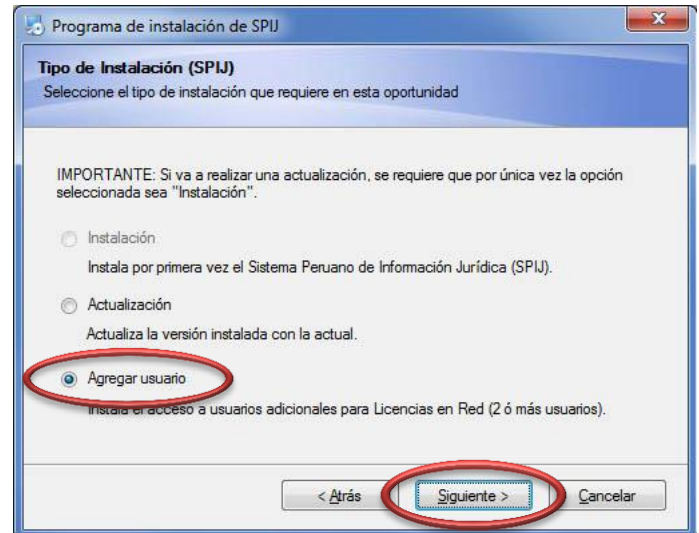 Programa de instalación de SPIJ
Tipo de Instalación (SPIJ)
Seleccione el tipo de instalación que requiere en esta oportunidad
IMPORTANTE: Si va a realizar una actualización, se requiere que por única vez la opción
seleccionada sea "Instalación".
Instalación
Instala por primera vez el Sistema Peruano de Información Jurídica (SPIJ).
Actualización
Actualiza la versión instalada con la actual.
Agregar usuario
Instala el acceso a usuarios adicionales para Licencias en Red (2 ó más usuarios).
< Atrás Siguiente > Cancelar